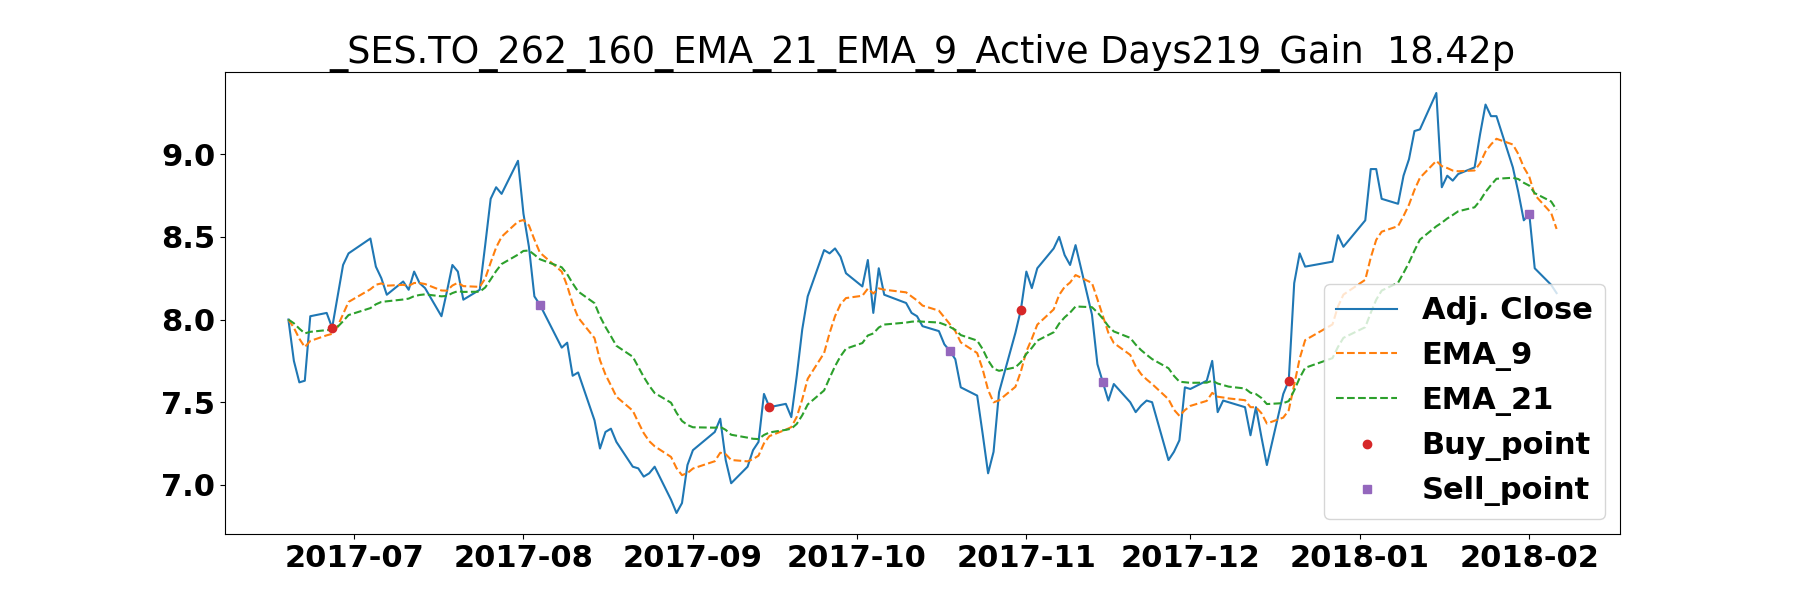 _SES.TO_262_160_EMA_21_EMA_9_Active Days219_Gain  18.42p
9.0
8.5
8.0
7.5
7.0
Adj. Close
EMA_9
EMA_21
Buy_point
Sell_point
2017-07 2017-08 2017-09 2017-10 2017-11 2017-12 2018-01 2018-02